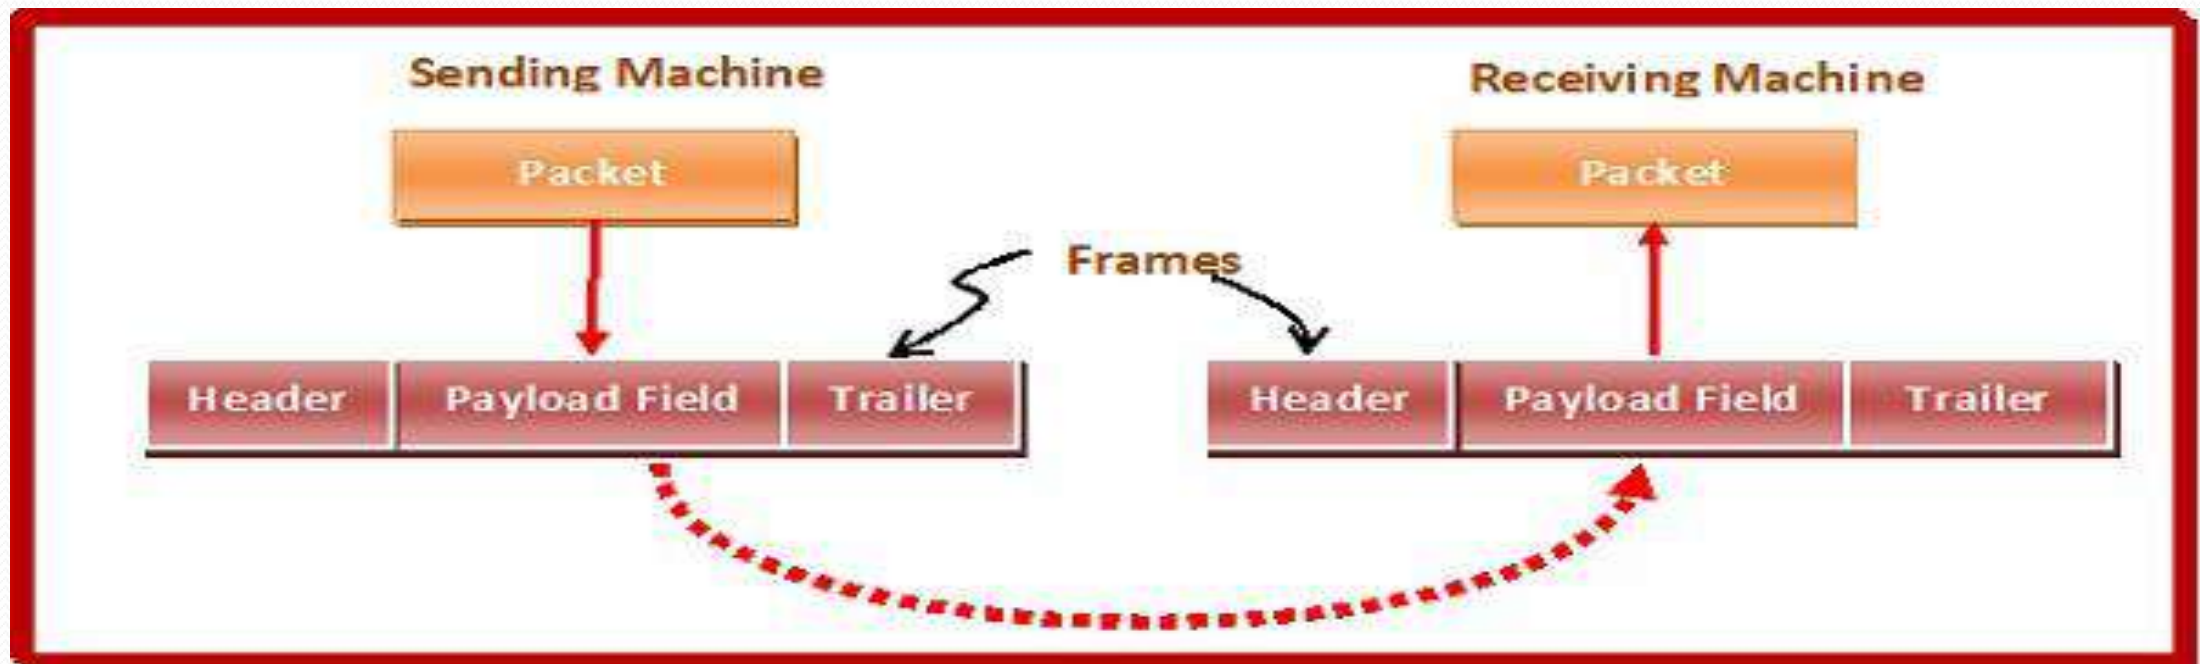 Sending Machine
Receiving Machine
Packet
Packet
Frames
Header
Payload Field
Trailer
Header
Payload Field
Trailer